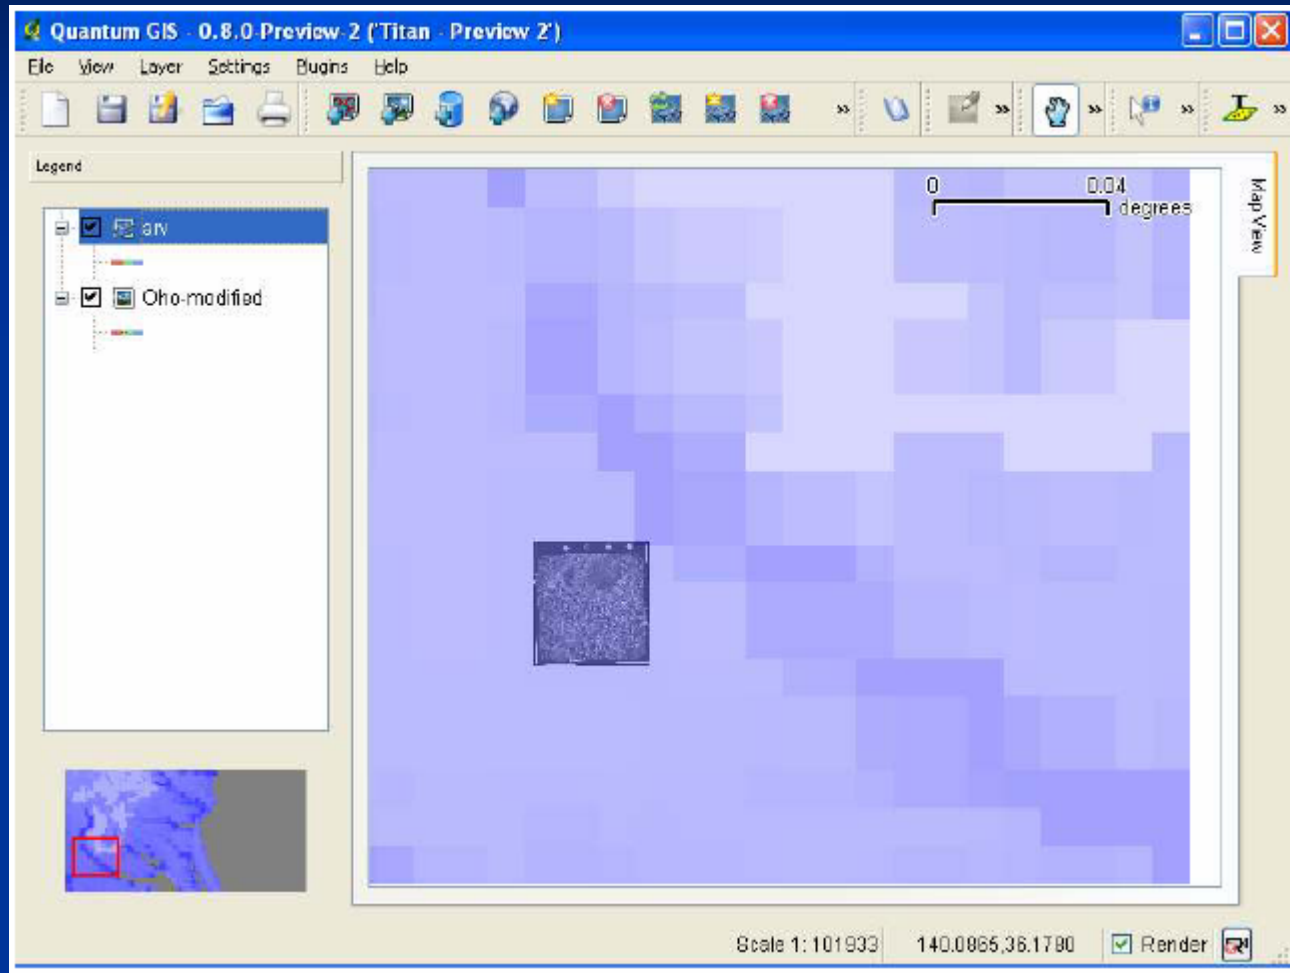 Quantum GIS - 0.8.0-Preview-2 ('Titan - Preview 2')
File View Layer Settings Plugins Help
» » » » »
Legend
arv
Oho-modified
0 0.04
degrees
Map View
Scale 1: 101933 140.0865,36.1780 Render